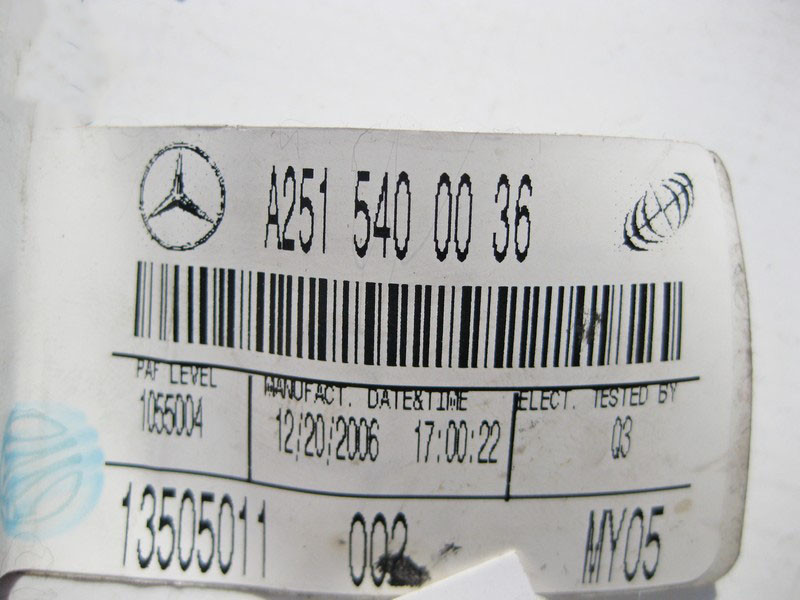 A251 540 00 36
PAF LEVEL MANUFACT. DATE&TIME ELECT. TESTED BY
1055004 12/20/2006 17:00:22 Q3
13505011 002 MY05